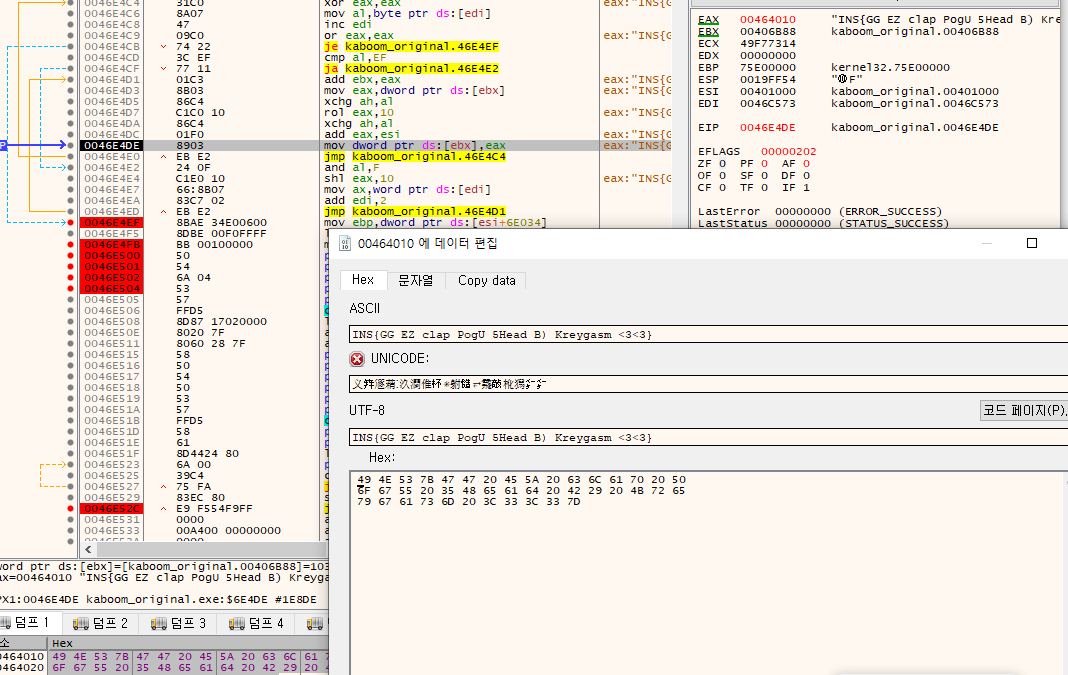 0046E4C4 31C0 xor eax,eax eax:"INS{G
0046E4C6 8A07 mov al,byte ptr ds:[edi]
0046E4C8 47 inc edi
0046E4C9 09C0 or eax,eax eax:"INS{G
0046E4CB 74 22 je kaboom_original.46E4EF
0046E4CD 3C EF cmp al,EF
0046E4CF 77 11 ja kaboom_original.46E4E2
0046E4D1 01C3 add ebx,eax eax:"INS{G
0046E4D3 8B03 mov eax,dword ptr ds:[ebx] eax:"INS{G
0046E4D5 86C4 xchg ah,al
0046E4D7 C1C0 10 rol eax,10 eax:"INS{G
0046E4DA 86C4 xchg ah,al
0046E4DC 01F0 add eax,esi eax:"INS{G
0046E4DE 8903 mov dword ptr ds:[ebx],eax eax:"INS{G
0046E4E0 EB E2 jmp kaboom_original.46E4C4
0046E4E2 24 0F and al,F
0046E4E4 C1E0 10 shl eax,10 eax:"INS{G
0046E4E7 66:8B07 mov ax,word ptr ds:[edi]
0046E4EA 83C7 02 add edi,2
0046E4ED EB E2 jmp kaboom_original.46E4D1
0046E4EF 8BAE 34E00600 mov ebp,dword ptr ds:[esi+6E034]
0046E4F5 8DBE 00F0FFFF
0046E4FB BB 00100000
0046E500 50
0046E501 54
0046E502 6A 04
0046E504 53
0046E505 57
0046E506 FFD5
0046E508 8D87 17020000
0046E50E 8020 7F
0046E511 8060 28 7F
0046E515 58
0046E516 50
0046E517 54
0046E518 50
0046E519 53
0046E51A 57
0046E51B FFD5
0046E51D 58
0046E51E 61
0046E51F 8D4424 80
0046E523 6A 00
0046E525 39C4
0046E527 75 FA
0046E529 83EC 80
0046E52C E9 F554F9FF
0046E531 0000
0046E533 00A400 00000000
EAX 00464010 "INS{GG EZ clap PogU 5Head B) Kre
EBX 00406B88 kaboom_original.00406B88
ECX 49F77314
EDX 00000000
EBP 75E00000 kernel32.75E00000
ESP 0019FF54
ESI 00401000 kaboom_original.00401000
EDI 0046C573 kaboom_original.0046C573
EIP 0046E4DE kaboom_original.0046E4DE
EFLAGS 00000202
ZF 0 PF 0 AF 0
OF 0 SF 0 DF 0
CF 0 TF 0 IF 1
LastError 00000000 (ERROR_SUCCESS)
LastStatus 00000000 (STATUS_SUCCESS)
00464010 에 데이터 편집
Hex 문자열 Copy data
ASCII
INS{GG EZ clap PogU 5Head B) Kreygasm <3<3}
UNICODE:
UTF-8 코드 페이지(P).
INS{GG EZ clap PogU 5Head B) Kreygasm <3<3}
Hex:
49 4E 53 7B 47 47 20 45 5A 20 63 6C 61 70 20 50
6F 67 55 20 35 48 65 61 64 20 42 29 20 4B 72 65
79 67 61 73 6D 20 3C 33 3C 33 7D
word ptr ds:[ebx]=[kaboom_original.00406B88]=103
ax=00464010 "INS{GG EZ clap PogU 5Head B) Kreyga
PX1:0046E4DE kaboom_original.exe:$6E4DE #1E8DE
덤프 1 덤프 2 덤프 3 덤프 4
소 Hex
0464010 49 4E 53 7B 47 47 20 45 5A 20 63 6C 61 7
0464020 6F 67 55 20 35 48 65 61 64 20 42 29 20 4